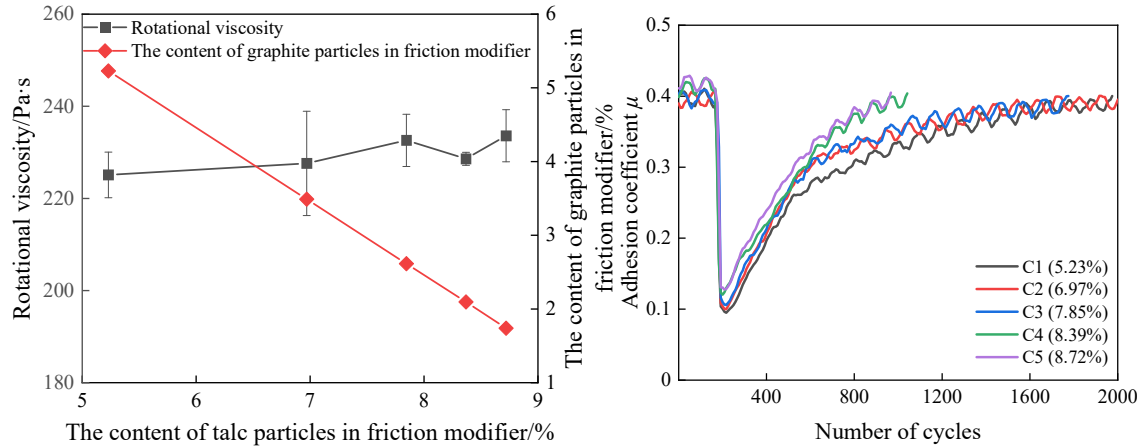 260
240
220
200
180
Rotational viscosity/Pa·s
Rotational viscosity
The content of graphite particles in friction modifier
5
6
7
8
9
The content of talc particles in friction modifier/%
6
5
4
3
2
1
The content of graphite particles in
friction modifier/%
Adhesion coefficient μ
0.5
0.4
0.3
0.2
0.1
C1 (5.23%)
C2 (6.97%)
C3 (7.85%)
C4 (8.39%)
C5 (8.72%)
400
800
1200
1600
2000
Number of cycles